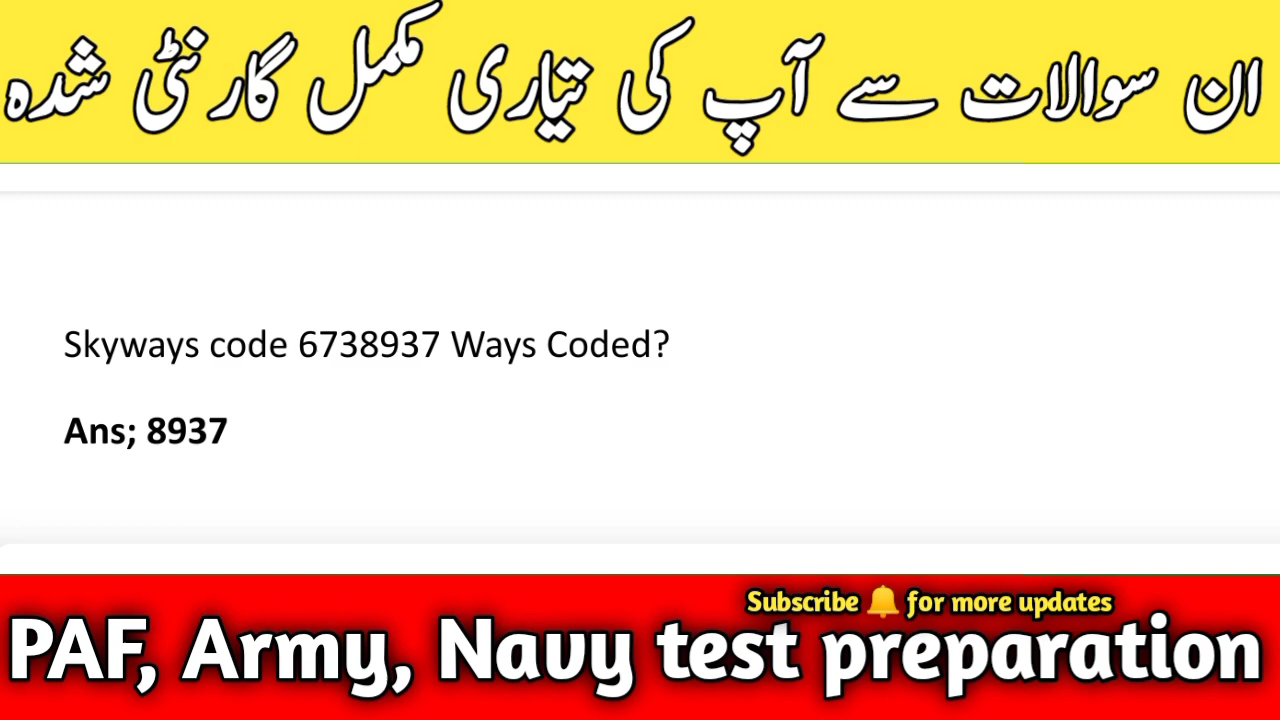 ان سوالات سے آپ کی تیاری مکمل گارنٹی شدہ
Skyways code 6738937 Ways Coded?
Ans; 8937
Subscribe 🔔 for more updates
PAF, Army, Navy test preparation